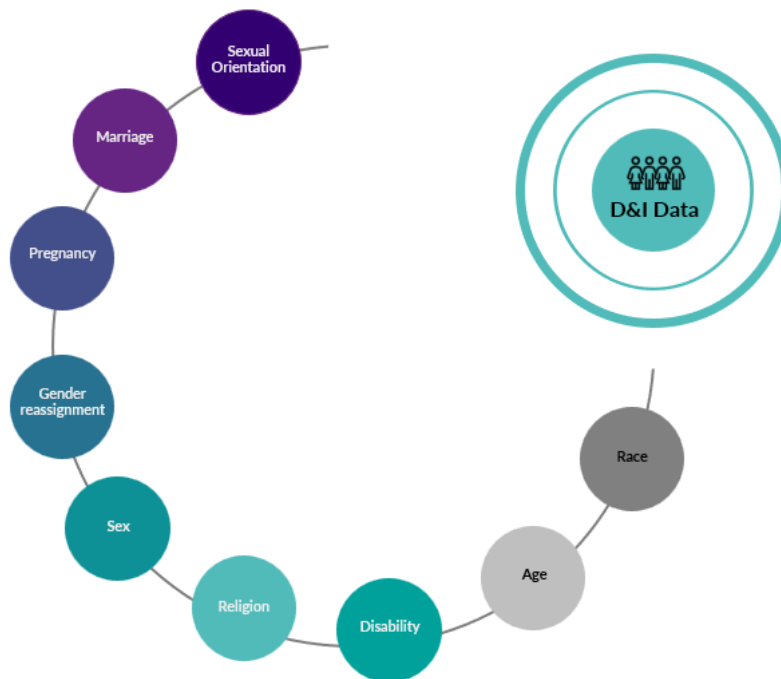 Sexual
Orientation
Marriage
D&I Data
Pregnancy
Gender
reassignment
Sex
Religion
Disability
Age
Race